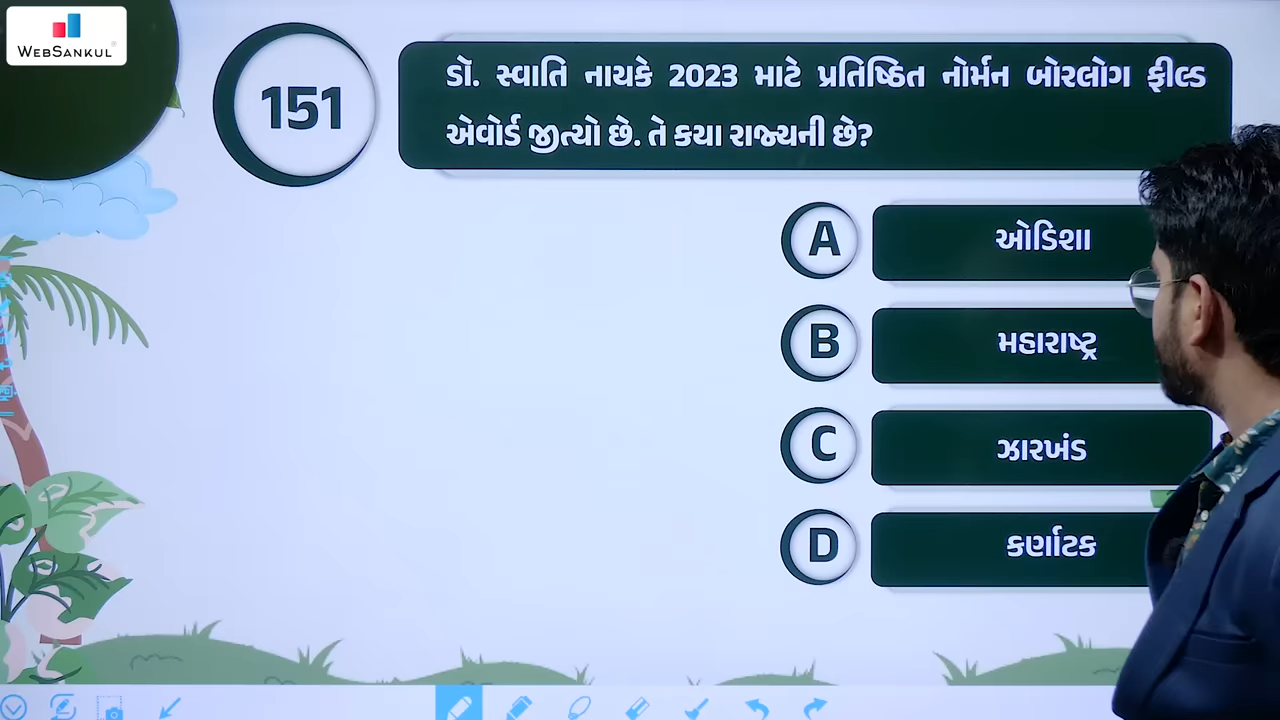 WEBSANKUL
151
ડૉ. સ્વાતિ નાયકે 2023 માટે પ્રતિષ્ઠિત નોર્મન બોરલોગ ફીલ્ડ
એવોર્ડ જીત્યો છે. તે કયા રાજ્યની છે?
A ઓડિશા
B મહારાષ્ટ્ર
C ઝારખંડ
D કર્ણાટક